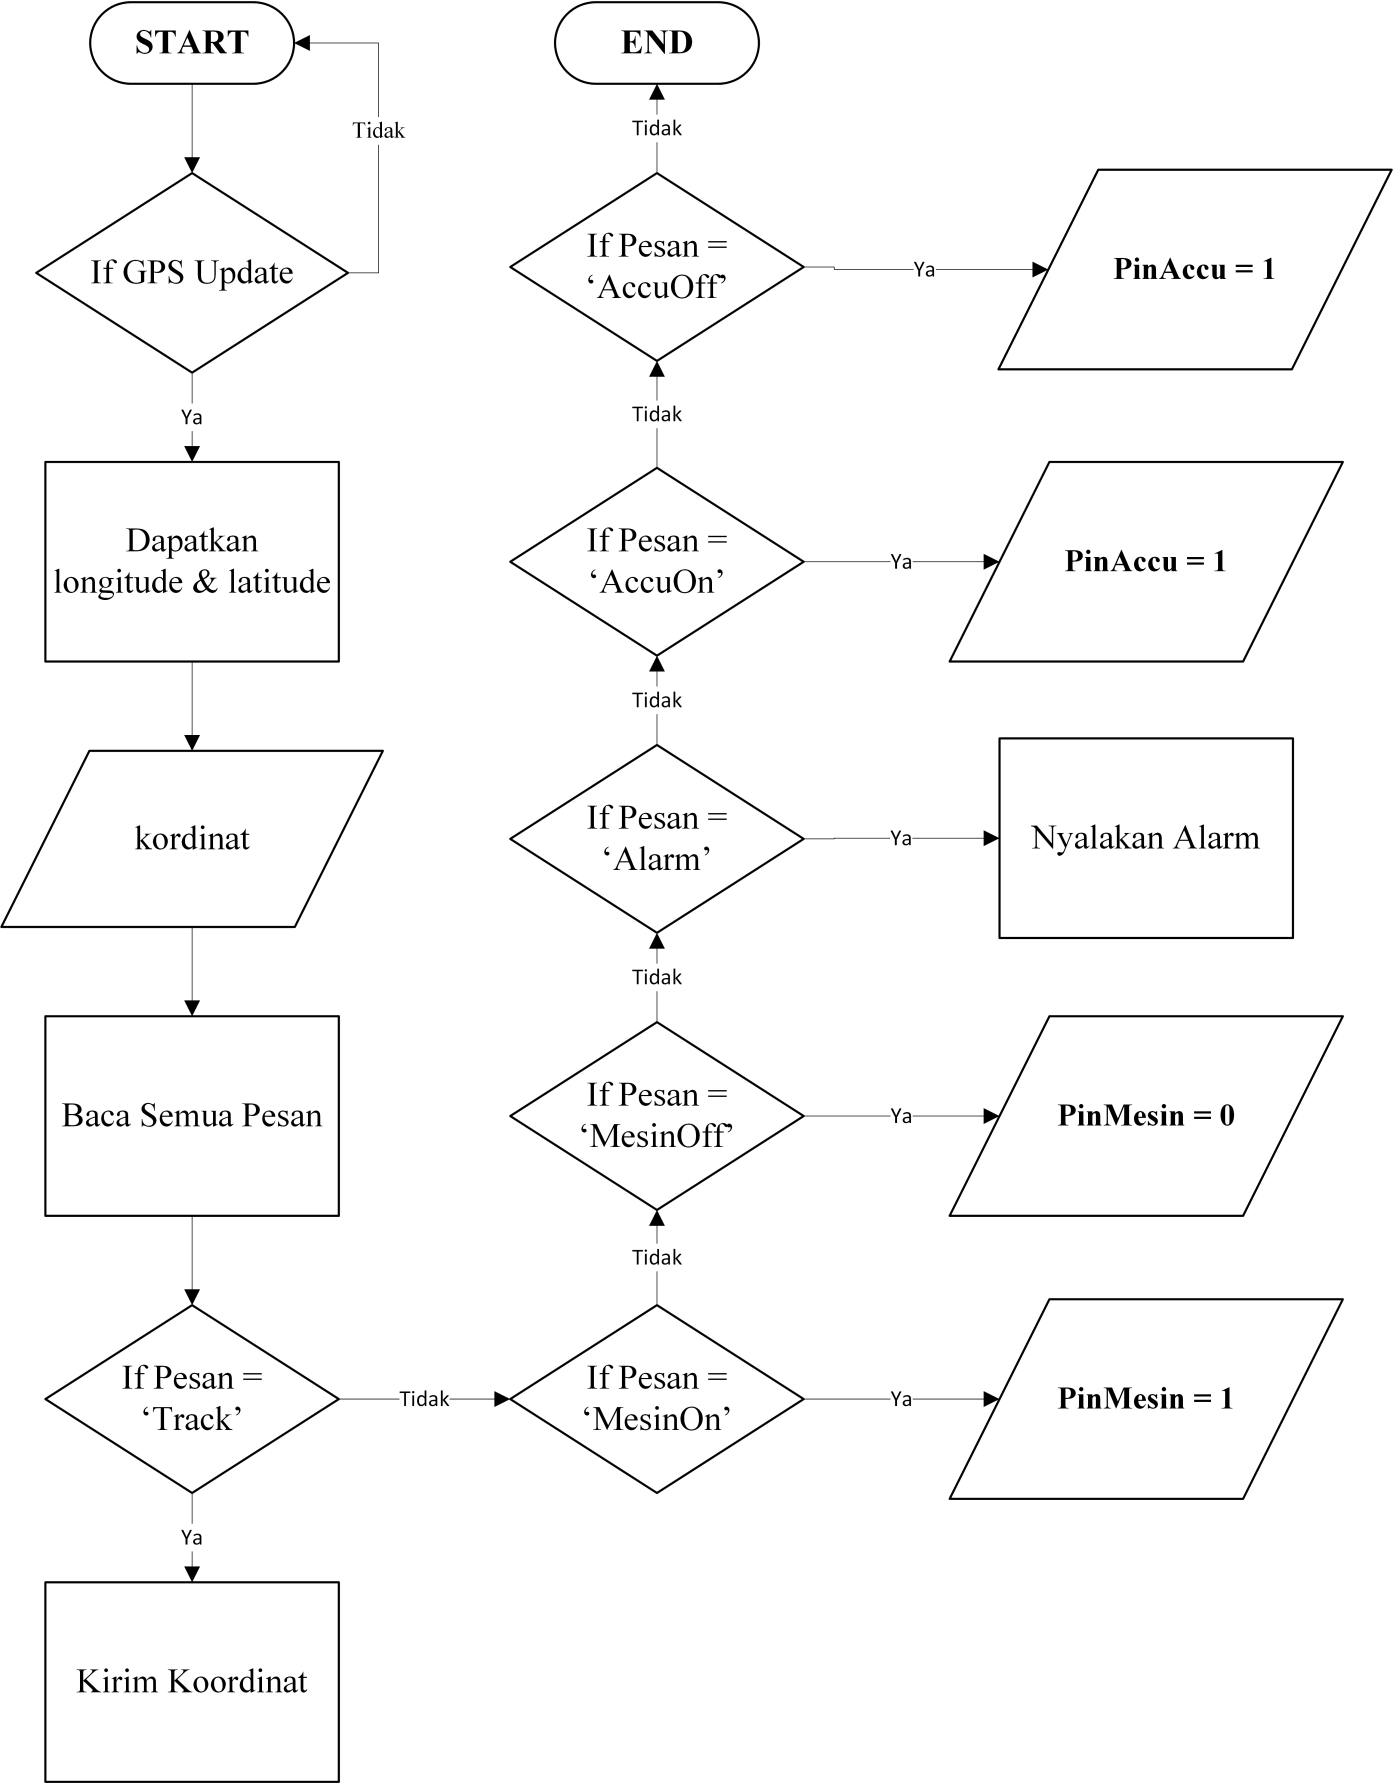 START
Tidak
If GPS Update
Ya
Dapatkan
longitude & latitude
kordinat
Baca Semua Pesan
If Pesan =
‘Track’
Tidak
Ya
Kirim Koordinat
If Pesan =
‘MesinOn’
Ya
PinMesin = 1
Tidak
If Pesan =
‘MesinOff’
Ya
PinMesin = 0
Tidak
If Pesan =
‘Alarm’
Ya
Nyalakan Alarm
Tidak
If Pesan =
‘AccuOn’
Ya
PinAccu = 1
Tidak
If Pesan =
‘AccuOff’
Ya
PinAccu = 1
Tidak
END